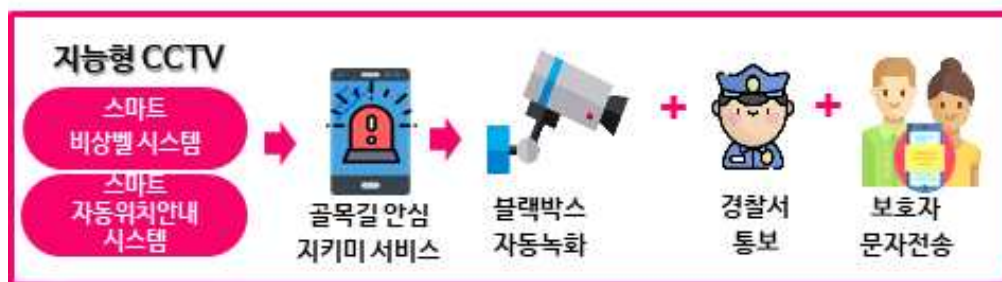 지능형 CCTV
스마트
비상벨 시스템
스마트
자동위치안내
시스템
골목길 안심
지키미 서비스
블랙박스
자동녹화
경찰서
통보
보호자
문자전송